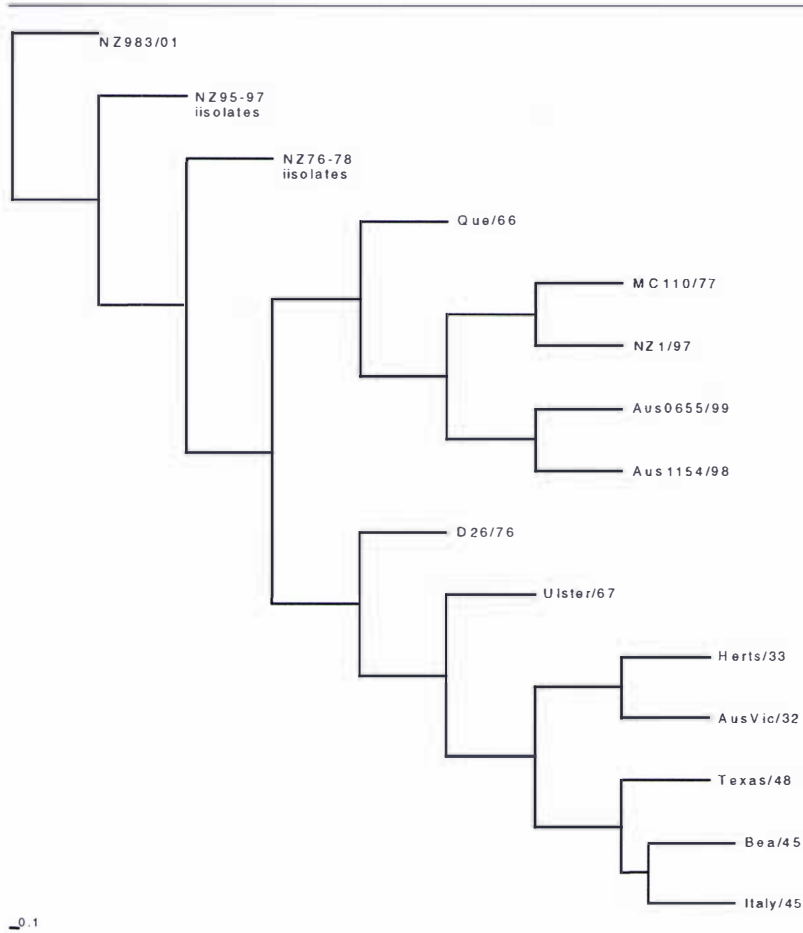 NZ983/01
NZ95-97
iisolates
NZ76-78
iisolates
Que/66
MC110/77
NZ1/97
Aus0655/99
Aus1154/98
D26/76
Ulster/67
Herts/33
AusVic/32
Texas/48
Bea/45
Italy/45
0.1